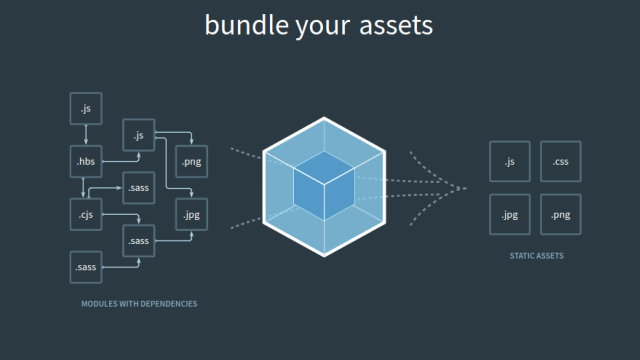 bundle your assets
.js
.js
.hbs
.png
.sass
.cjs
.jpg
.sass
.sass
MODULES WITH DEPENDENCIES
.js
.css
.jpg
.png
STATIC ASSETS